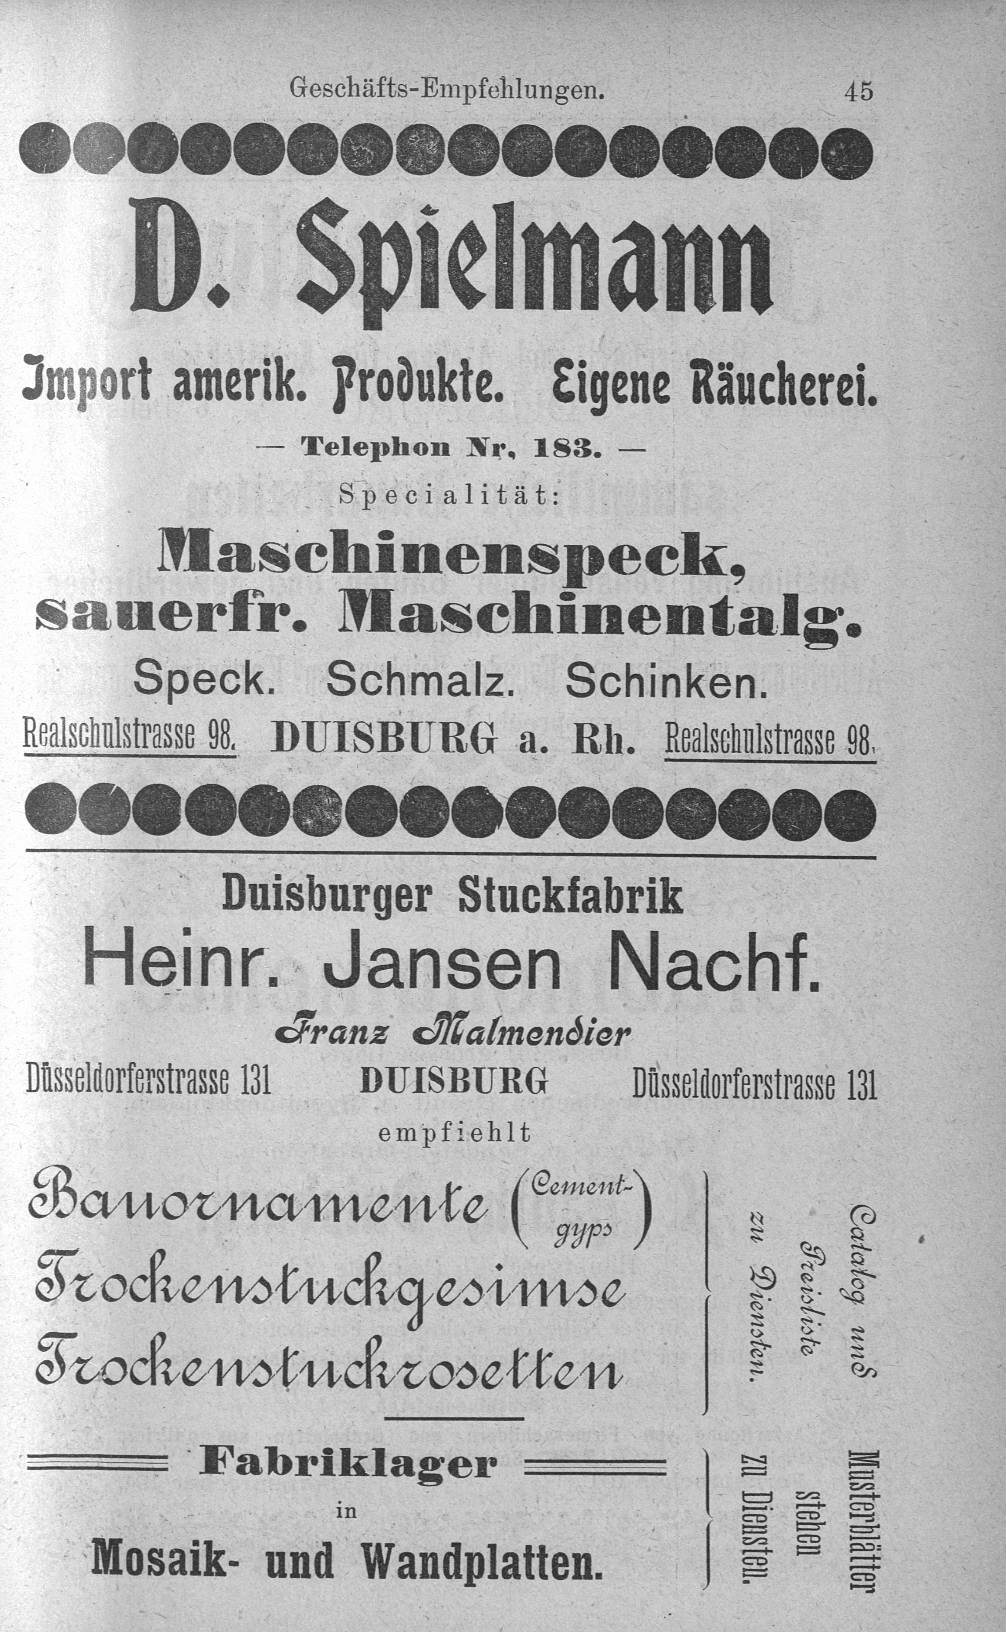 Geschäfts-Empfehlungen. 45
D. Spielmann
Import amerik. Produkte. Eigene Räucherei.
— Telephon Nr. 183. —
Specialität:
Maschinenspeck,
sauerfr. Maschinentalg.
Speck. Schmalz. Schinken.
Realschulstrasse 98. DUISBURG a. Rh. Realschulstrasse 98.
Duisburger Stuckfabrik
Heinr. Jansen Nachf.
Franz Malmendier
Düsseldorferstrasse 131 DUISBURG Düsseldorferstrasse 131
empfiehlt
Bauornamente (Cement-
gyps)
Trockenstuckgesimse
Trockenstuckrosetten
Catalog und
Preisliste
zu Diensten.
Fabriklager
in
Mosaik- und Wandplatten.
Musterblätter
stehen
zu Diensten.